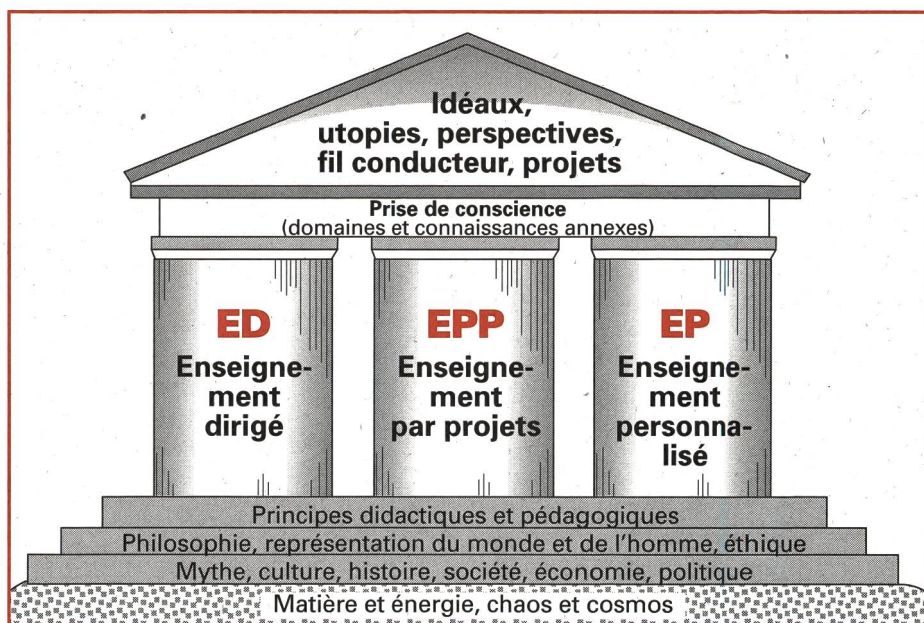 Idéaux,
utopies, perspectives,
fil conducteur, projets
Prise de conscience
(domaines et connaissances annexes)
ED
Enseigne-
ment
dirigé
EPP
Enseigne-
ment
par projets
EP
Enseigne-
ment
personna-
lisé
Principes didactiques et pédagogiques
Philosophie, représentation du monde et de l'homme, éthique
Mythe, culture, histoire, société, économie, politique
Matière et énergie, chaos et cosmos